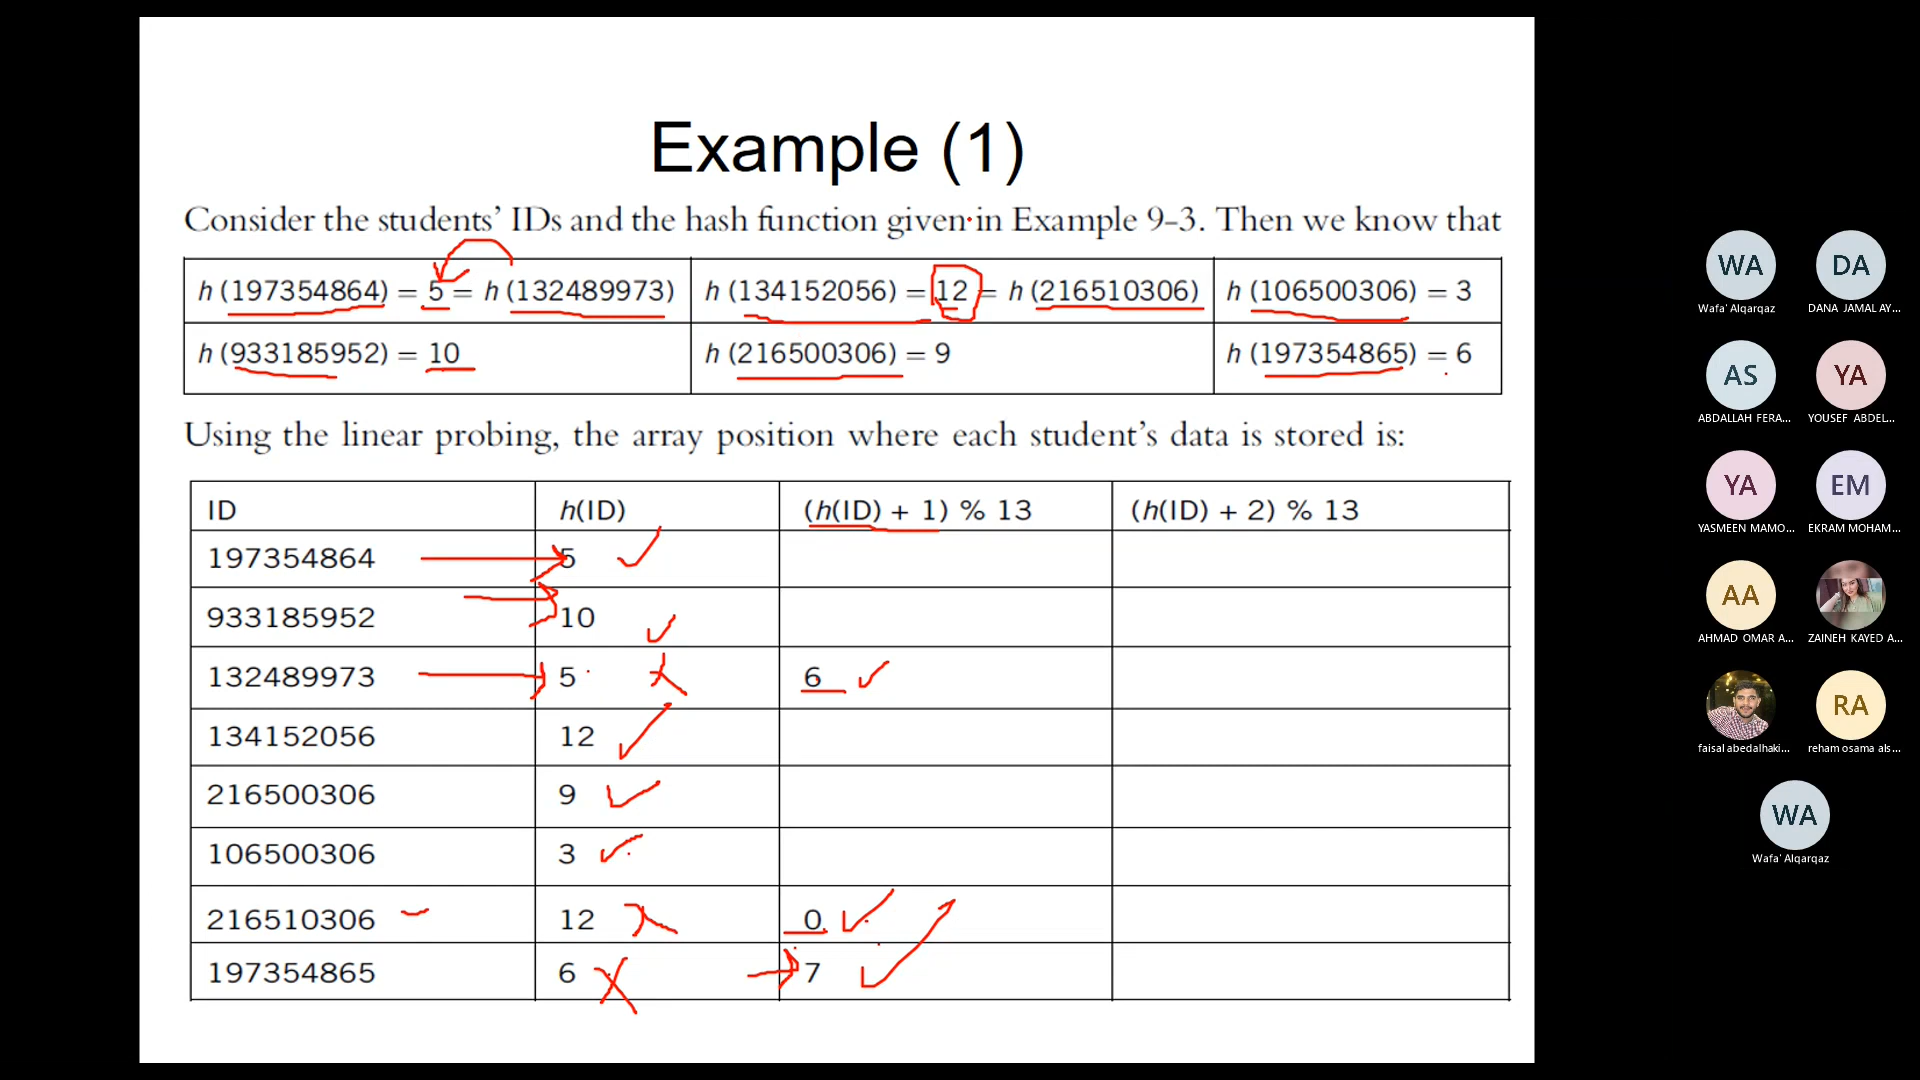 Example (1)
Consider the students' IDs and the hash function given in Example 9-3. Then we know that
h (197354864) = 5 = h (132489973) h (134152056) = 12 = h (216510306) h (106500306) = 3
h (933185952) = 10 h (216500306) = 9 h (197354865) = 6
Using the linear probing, the array position where each student's data is stored is:
ID h(ID) (h(ID) + 1) % 13 (h(ID) + 2) % 13
197354864 5
933185952 10
132489973 5 6
134152056 12
216500306 9
106500306 3
216510306 12 0
197354865 6 7
WA DA
Wafa' Alqarqaz DANA JAMAL AY...
AS YA
ABDALLAH FERA... YOUSEF ABDEL...
YA EM
YASMEEN MAMO... EKRAM MOHAM...
AA
AHMAD OMAR A... ZAINEH KAYED A...
RA
faisal abedalhaki... reham osama als...
WA
Wafa' Alqarqaz